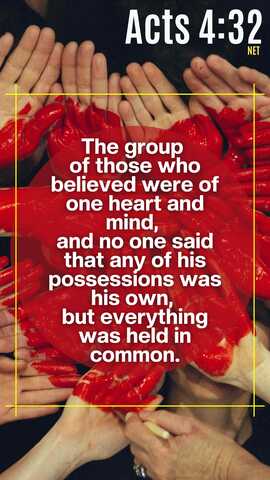 Acts 4:32
NET
The group
of those who
believed were of
one heart and
mind,
and no one said
that any of his
possessions was
his own,
but everything
was held in
common.